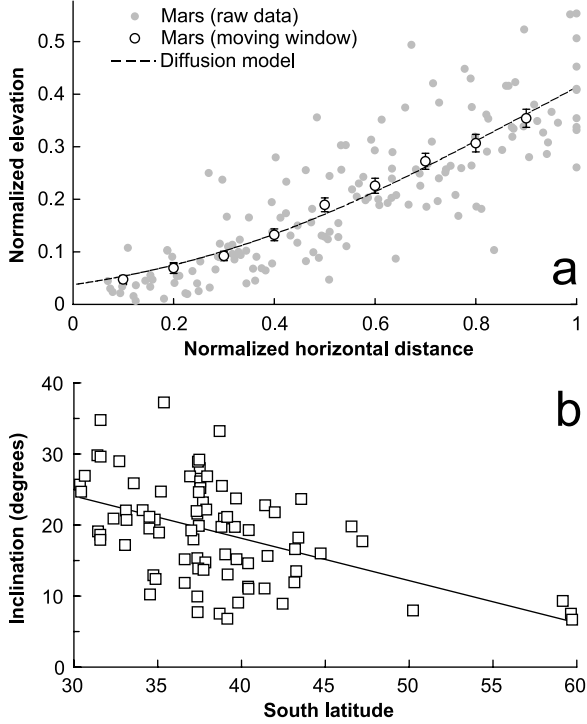 0.5
Mars (raw data)
Mars (moving window)
Diffusion model
0.4
0.3
0.2
0.1
0
Normalized elevation
a
0 0.2 0.4 0.6 0.8 1
Normalized horizontal distance
40
b
30
20
10
0
Inclination (degrees)
30 35 40 45 50 55 60
South latitude